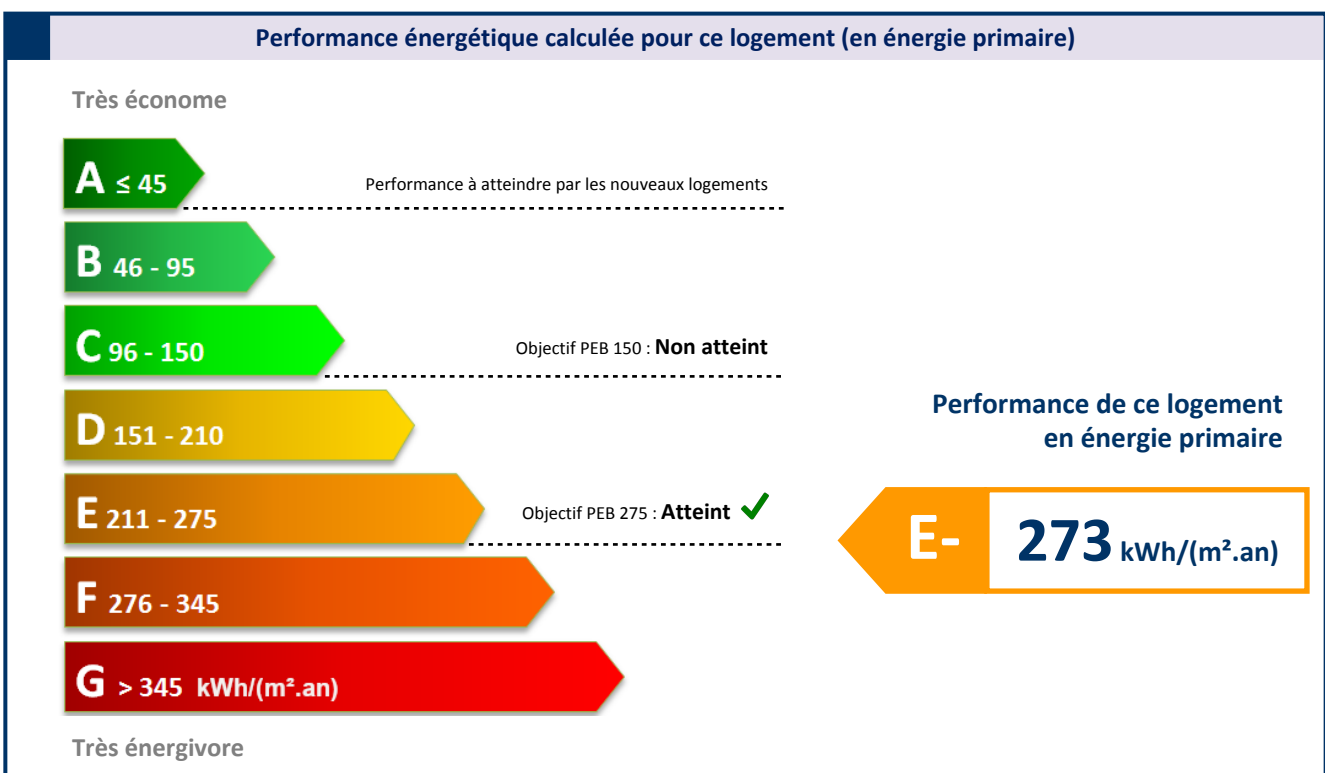 Performance énergétique calculée pour ce logement (en énergie primaire)
Très économe
A ≤ 45
Performance à atteindre par les nouveaux logements
B 46 - 95
C 96 - 150
Objectif PEB 150 : Non atteint
D 151 - 210
Performance de ce logement
en énergie primaire
E 211 - 275
Objectif PEB 275 : Atteint ✓
E- 273 kWh/(m².an)
F 276 - 345
G > 345 kWh/(m².an)
Très énergivore